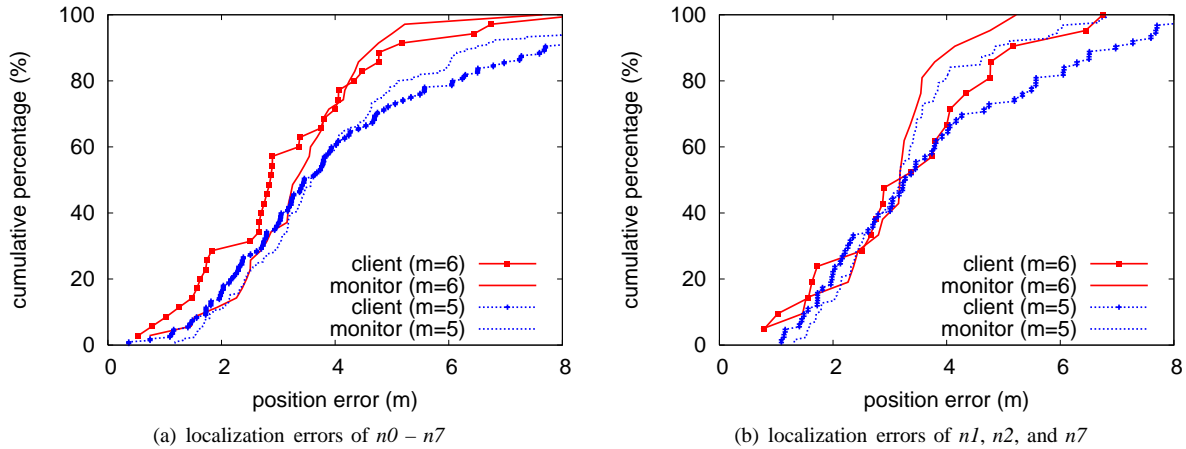 100
80
60
40
20
0
cumulative percentage (%)
0 2 4 6 8
position error (m)
client (m=6)
monitor (m=6)
client (m=5)
monitor (m=5)
(a) localization errors of n0 – n7
100
80
60
40
20
0
cumulative percentage (%)
0 2 4 6 8
position error (m)
client (m=6)
monitor (m=6)
client (m=5)
monitor (m=5)
(b) localization errors of n1, n2, and n7